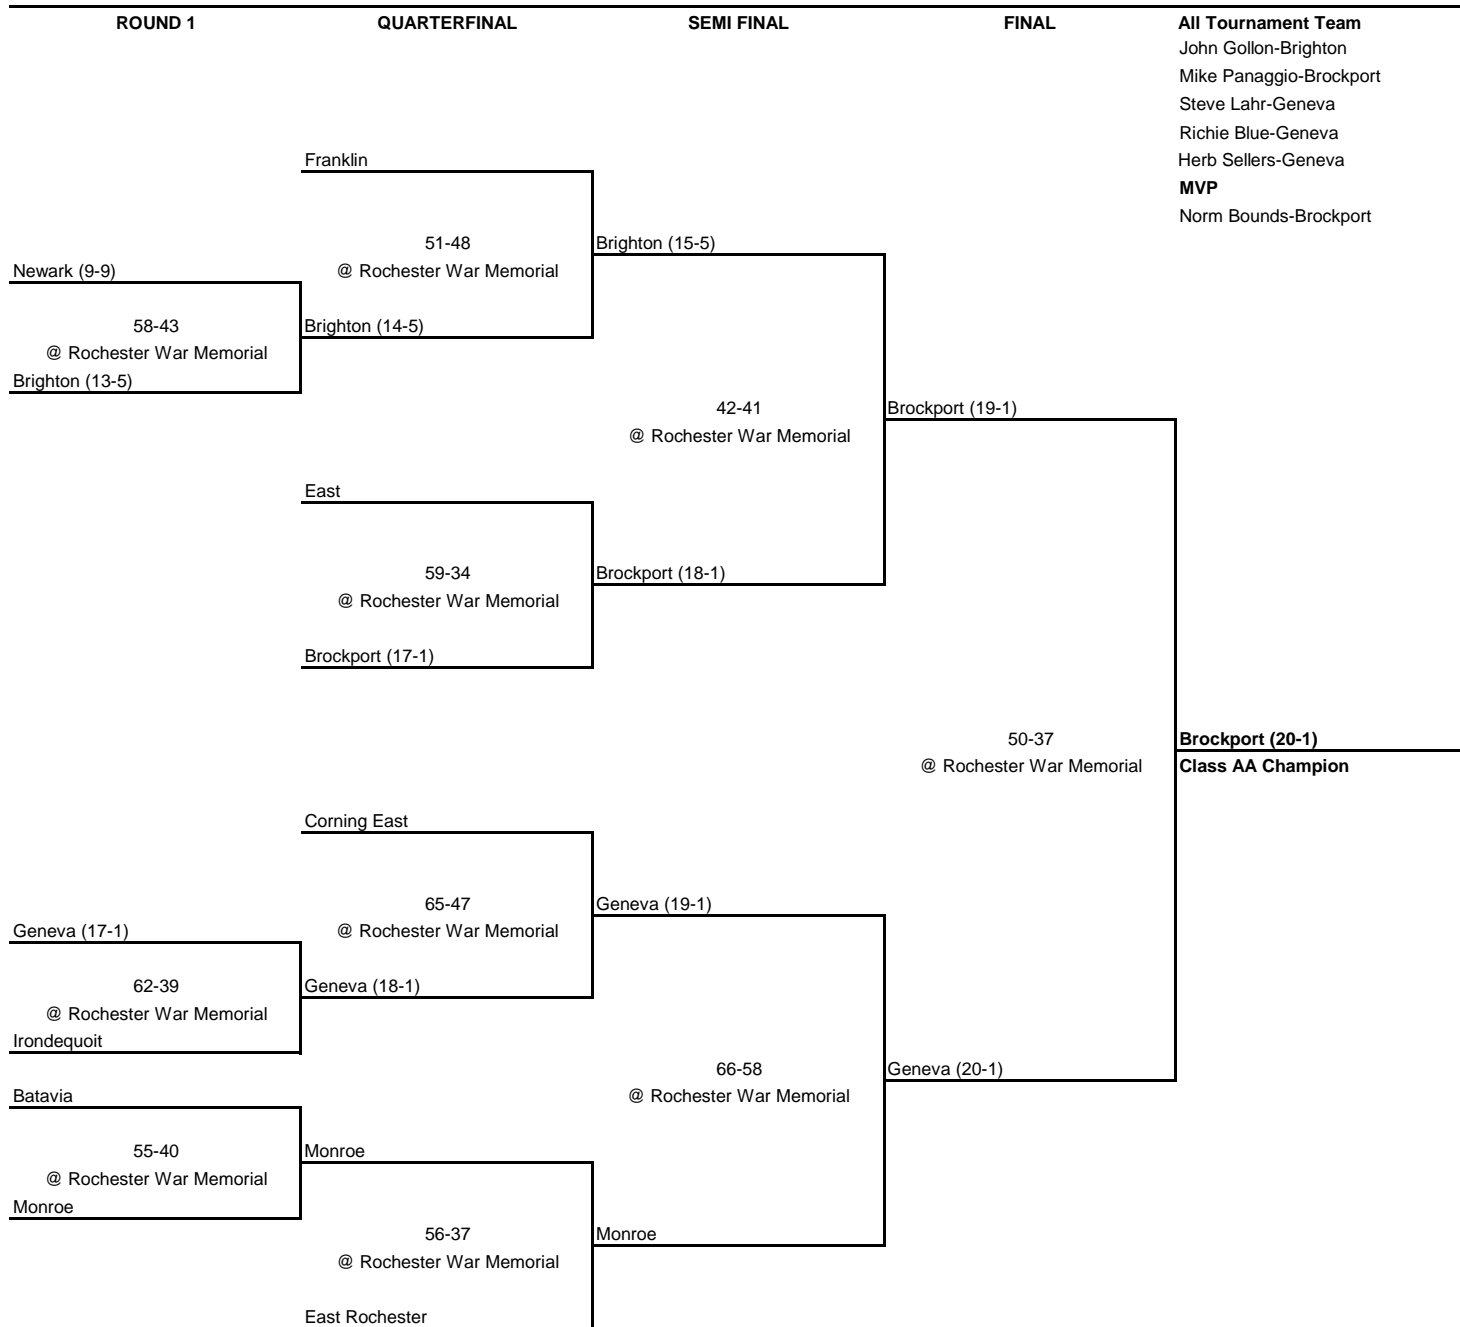 ROUND 1 QUARTERFINAL SEMI FINAL FINAL All Tournament Team
John Gollon-Brighton
Mike Panaggio-Brockport
Steve Lahr-Geneva
Richie Blue-Geneva
Franklin Herb Sellers-Geneva
MVP
Norm Bounds-Brockport
51-48 Brighton (15-5)
Newark (9-9) @ Rochester War Memorial
58-43 Brighton (14-5)
@ Rochester War Memorial
Brighton (13-5)
42-41 Brockport (19-1)
@ Rochester War Memorial
East
59-34 Brockport (18-1)
@ Rochester War Memorial
Brockport (17-1)
50-37 Brockport (20-1)
@ Rochester War Memorial Class AA Champion
Corning East
65-47 Geneva (19-1)
Geneva (17-1) @ Rochester War Memorial
62-39 Geneva (18-1)
@ Rochester War Memorial
Irondequoit
66-58 Geneva (20-1)
Batavia @ Rochester War Memorial
55-40 Monroe
@ Rochester War Memorial
Monroe
56-37 Monroe
@ Rochester War Memorial
East Rochester